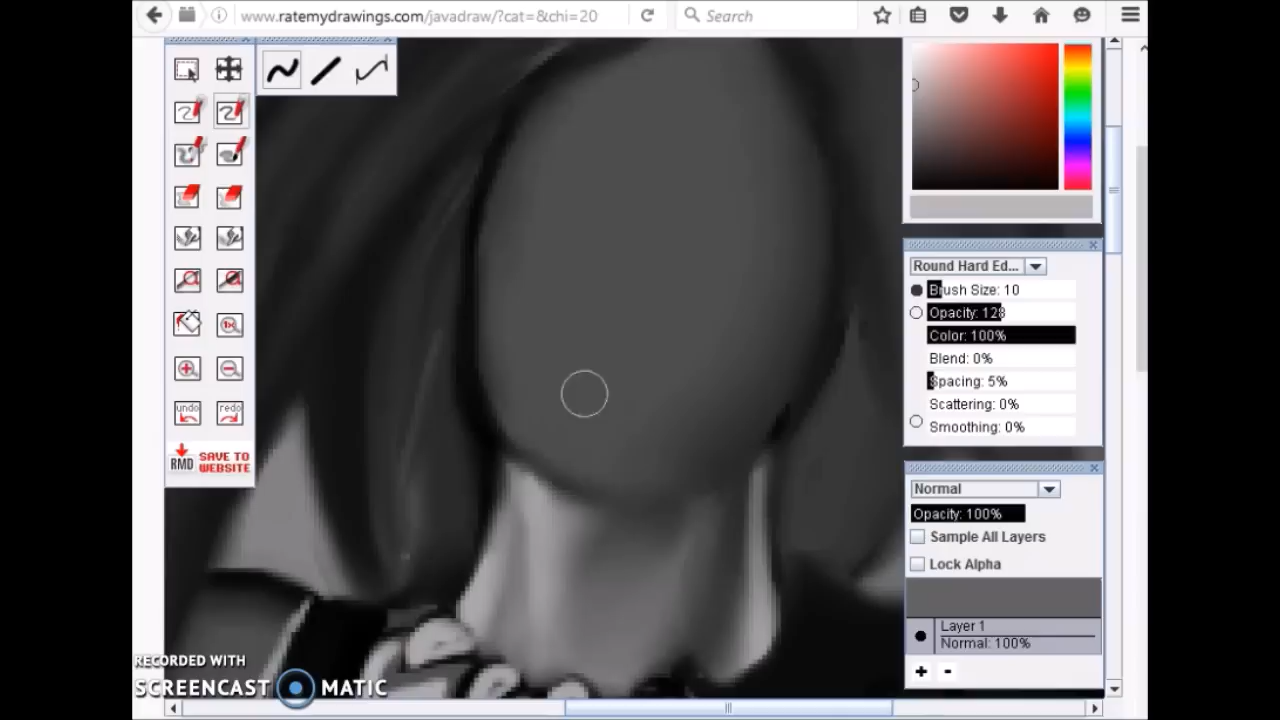 www.ratemydrawings.com/javadraw/?cat=&chi=20
Search
Round Hard Ed...
Brush Size: 10
Opacity: 128
Color: 100%
Blend: 0%
Spacing: 5%
Scattering: 0%
Smoothing: 0%
undo
redo
RMD SAVE TO WEBSITE
Normal
Opacity: 100%
Sample All Layers
Lock Alpha
Layer 1
Normal: 100%
RECORDED WITH
SCREENCAST MATIC